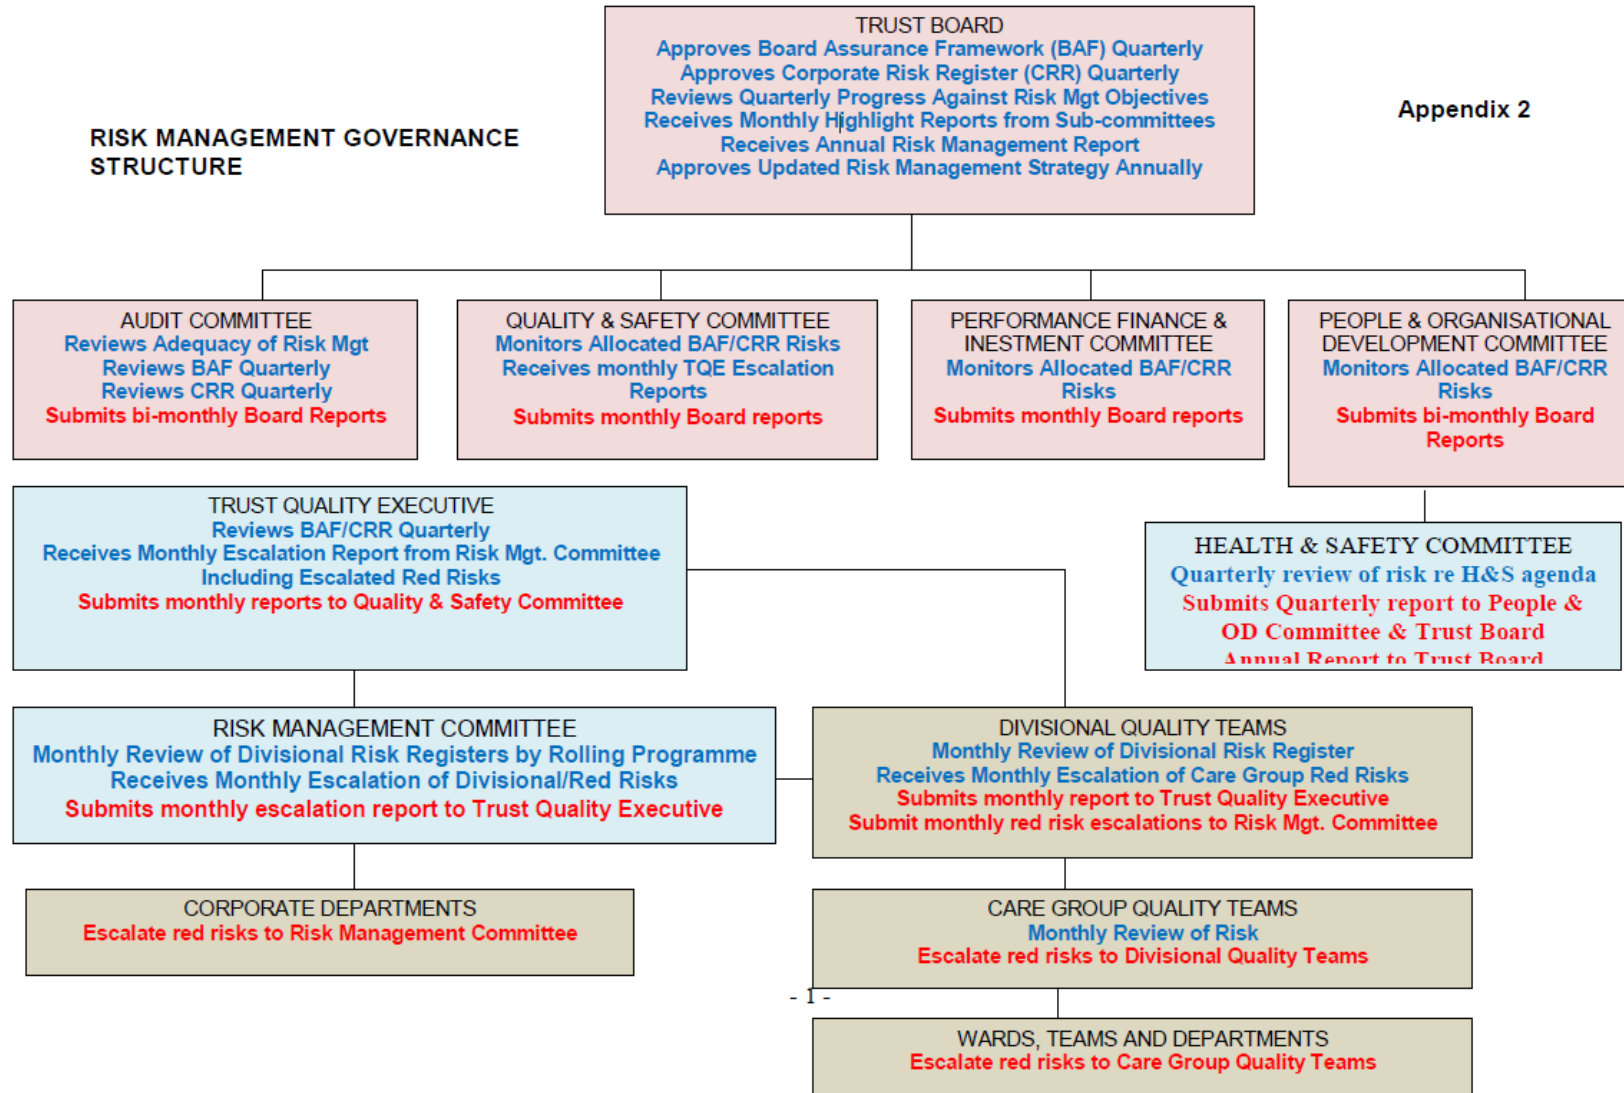 TRUST BOARD
Approves Board Assurance Framework (BAF) Quarterly
Approves Corporate Risk Register (CRR) Quarterly
Reviews Quarterly Progress Against Risk Mgt Objectives
Receives Monthly Highlight Reports from Sub-committees
Receives Annual Risk Management Report
Approves Updated Risk Management Strategy Annually
Appendix 2
RISK MANAGEMENT GOVERNANCE
STRUCTURE
AUDIT COMMITTEE
Reviews Adequacy of Risk Mgt
Reviews BAF Quarterly
Reviews CRR Quarterly
Submits bi-monthly Board Reports
QUALITY & SAFETY COMMITTEE
Monitors Allocated BAF/CRR Risks
Receives monthly TQE Escalation
Reports
Submits monthly Board reports
PERFORMANCE FINANCE &
INESTMENT COMMITTEE
Monitors Allocated BAF/CRR
Risks
Submits monthly Board reports
PEOPLE & ORGANISATIONAL
DEVELOPMENT COMMITTEE
Monitors Allocated BAF/CRR
Risks
Submits bi-monthly Board
Reports
TRUST QUALITY EXECUTIVE
Reviews BAF/CRR Quarterly
Receives Monthly Escalation Report from Risk Mgt. Committee
Including Escalated Red Risks
Submits monthly reports to Quality & Safety Committee
HEALTH & SAFETY COMMITTEE
Quarterly review of risk re H&S agenda
Submits Quarterly report to People &
OD Committee & Trust Board
Annual Report to Trust Board
RISK MANAGEMENT COMMITTEE
Monthly Review of Divisional Risk Registers by Rolling Programme
Receives Monthly Escalation of Divisional/Red Risks
Submits monthly escalation report to Trust Quality Executive
DIVISIONAL QUALITY TEAMS
Monthly Review of Divisional Risk Register
Receives Monthly Escalation of Care Group Red Risks
Submits monthly report to Trust Quality Executive
Submit monthly red risk escalations to Risk Mgt. Committee
CORPORATE DEPARTMENTS
Escalate red risks to Risk Management Committee
CARE GROUP QUALITY TEAMS
Monthly Review of Risk
Escalate red risks to Divisional Quality Teams
- 1 -
WARDS, TEAMS AND DEPARTMENTS
Escalate red risks to Care Group Quality Teams